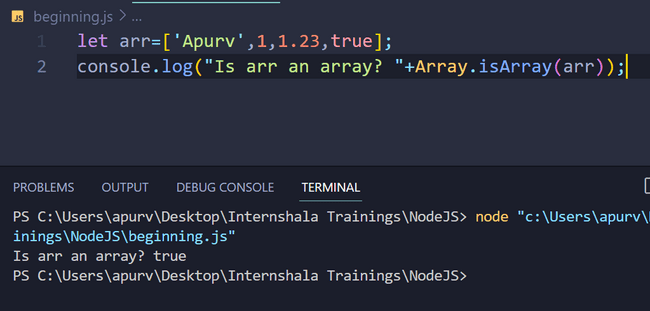 JS beginning.js > ...
1 let arr=['Apurv',1,1.23,true];
2 console.log("Is arr an array? "+Array.isArray(arr));
PROBLEMS OUTPUT DEBUG CONSOLE TERMINAL
PS C:\Users\apurv\Desktop\Internshala Trainings\NodeJS> node "c:\Users\apurv\
inings\NodeJS\beginning.js"
Is arr an array? true
PS C:\Users\apurv\Desktop\Internshala Trainings\NodeJS>